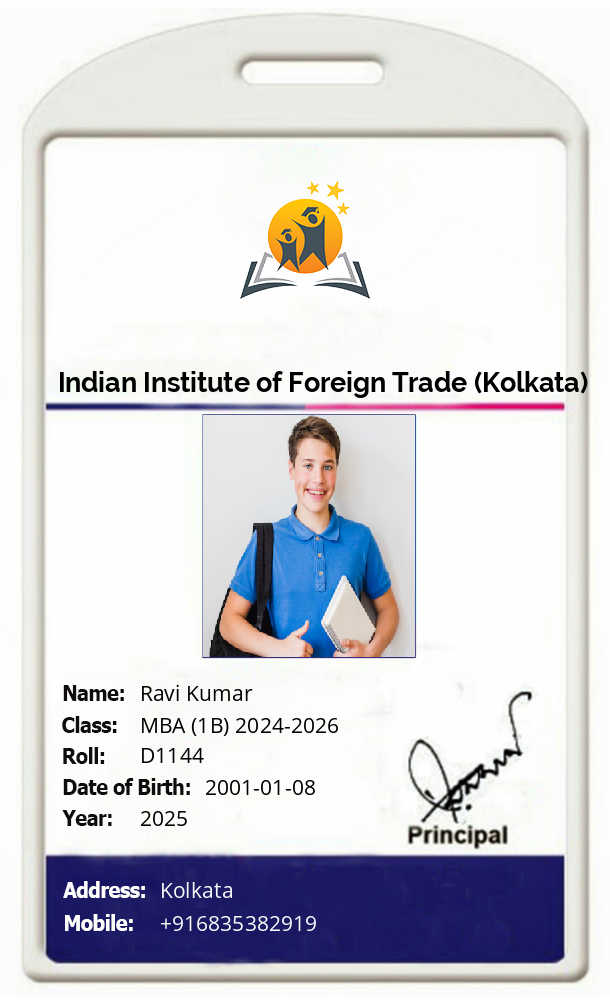 Indian Institute of Foreign Trade (Kolkata)
Name: Ravi Kumar
Class: MBA (1B) 2024-2026
Roll: D1144
Date of Birth: 2001-01-08
Year: 2025
Principal
Address: Kolkata
Mobile: +916835382919